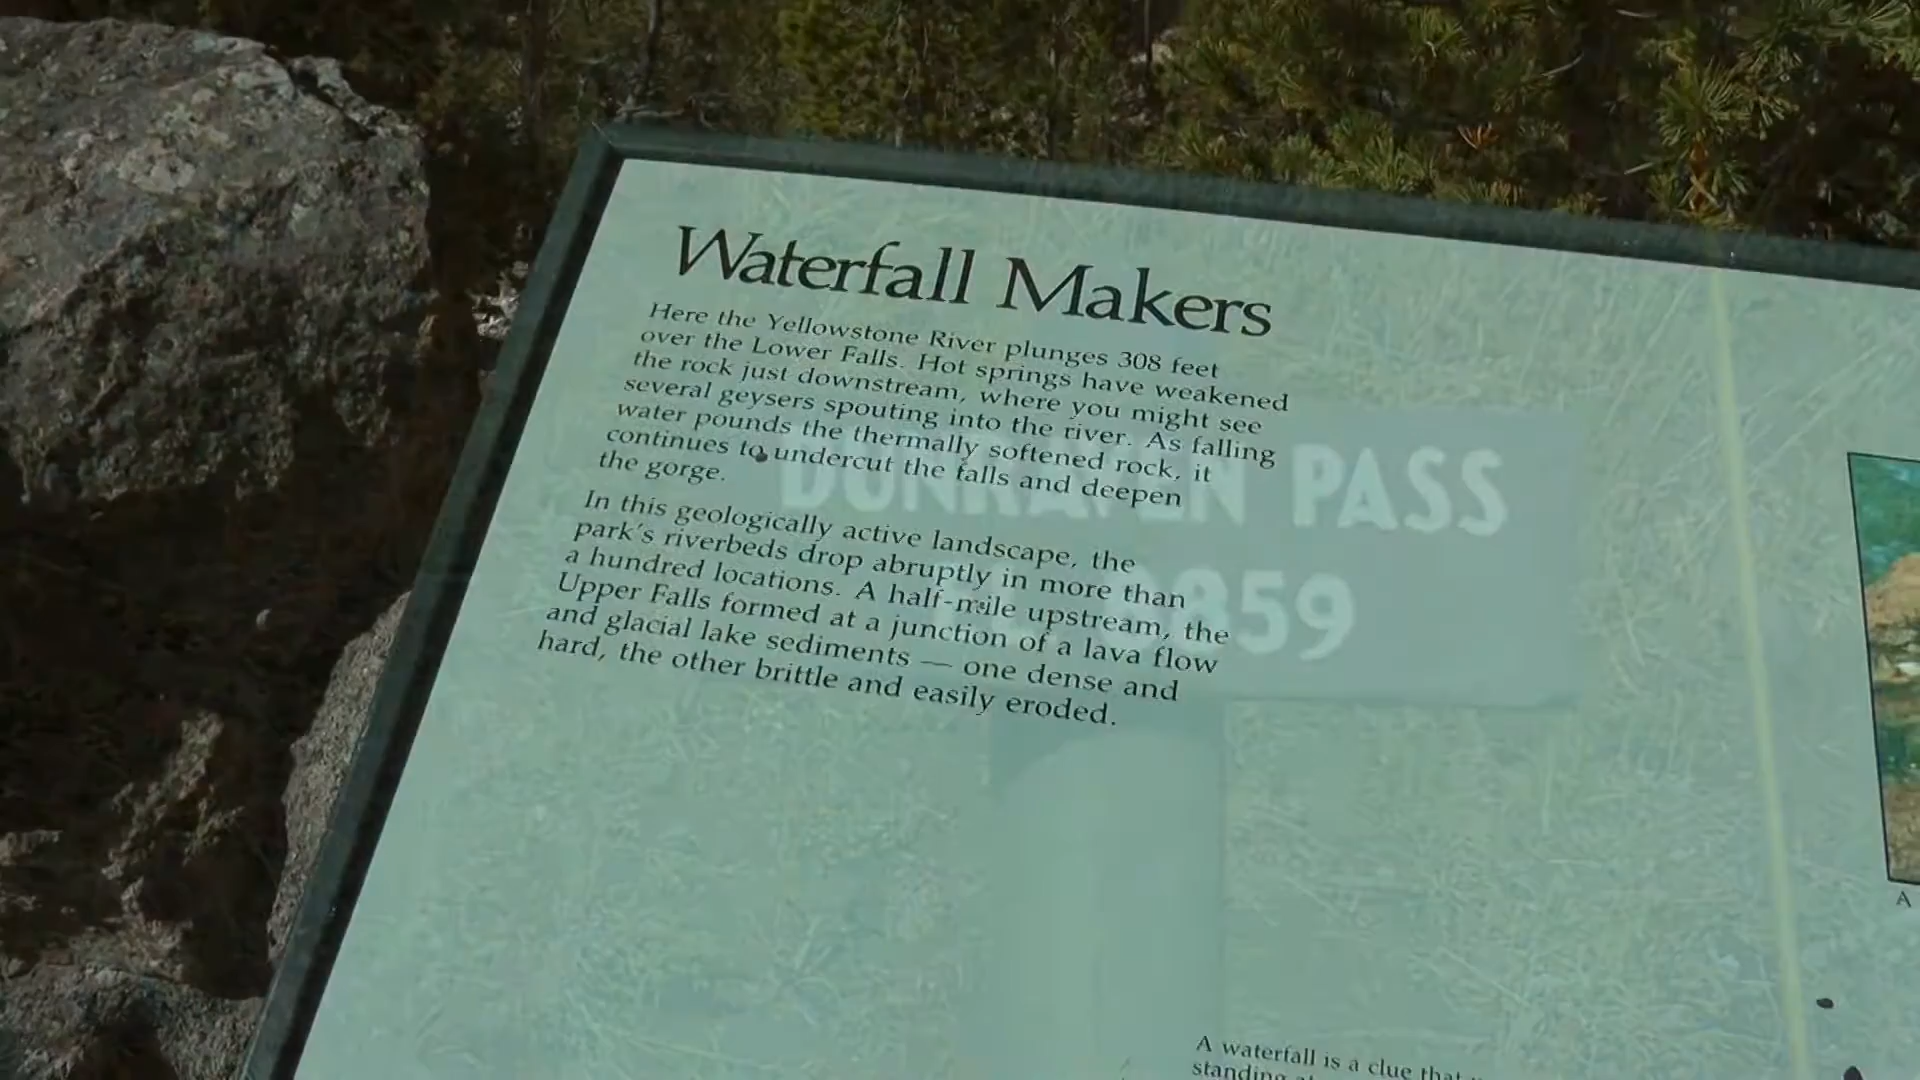 Waterfall Makers
Here the Yellowstone River plunges 308 feet
over the Lower Falls. Hot springs have weakened
the rock just downstream, where you might see
several geysers spouting into the river. As falling
water pounds the thermally softened rock, it
continues to undercut the falls and deepen
the gorge.
In this geologically active landscape, the
park's riverbeds drop abruptly in more than
a hundred locations. A half-mile upstream, the
Upper Falls formed at a junction of a lava flow
and glacial lake sediments — one dense and
hard, the other brittle and easily eroded.
DUNRAVEN PASS
8859
A
A waterfall is a clue that
standing